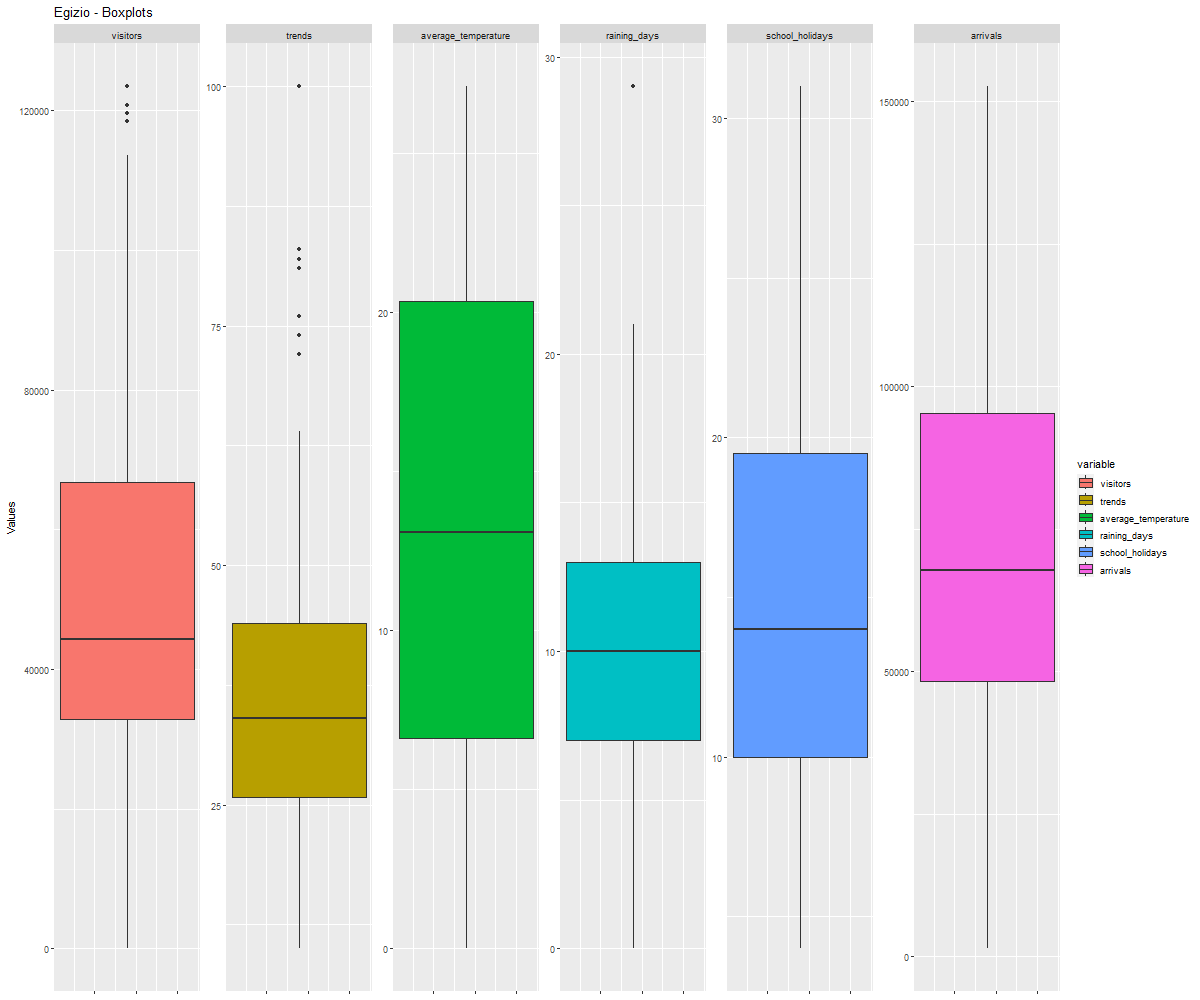 Egizio - Boxplots
visitors
trends
average_temperature
raining_days
school_holidays
arrivals
Values
120000
80000
40000
0
100
75
50
25
20
10
0
30
20
10
0
30
20
10
150000
100000
50000
0
variable
visitors
trends
average_temperature
raining_days
school_holidays
arrivals